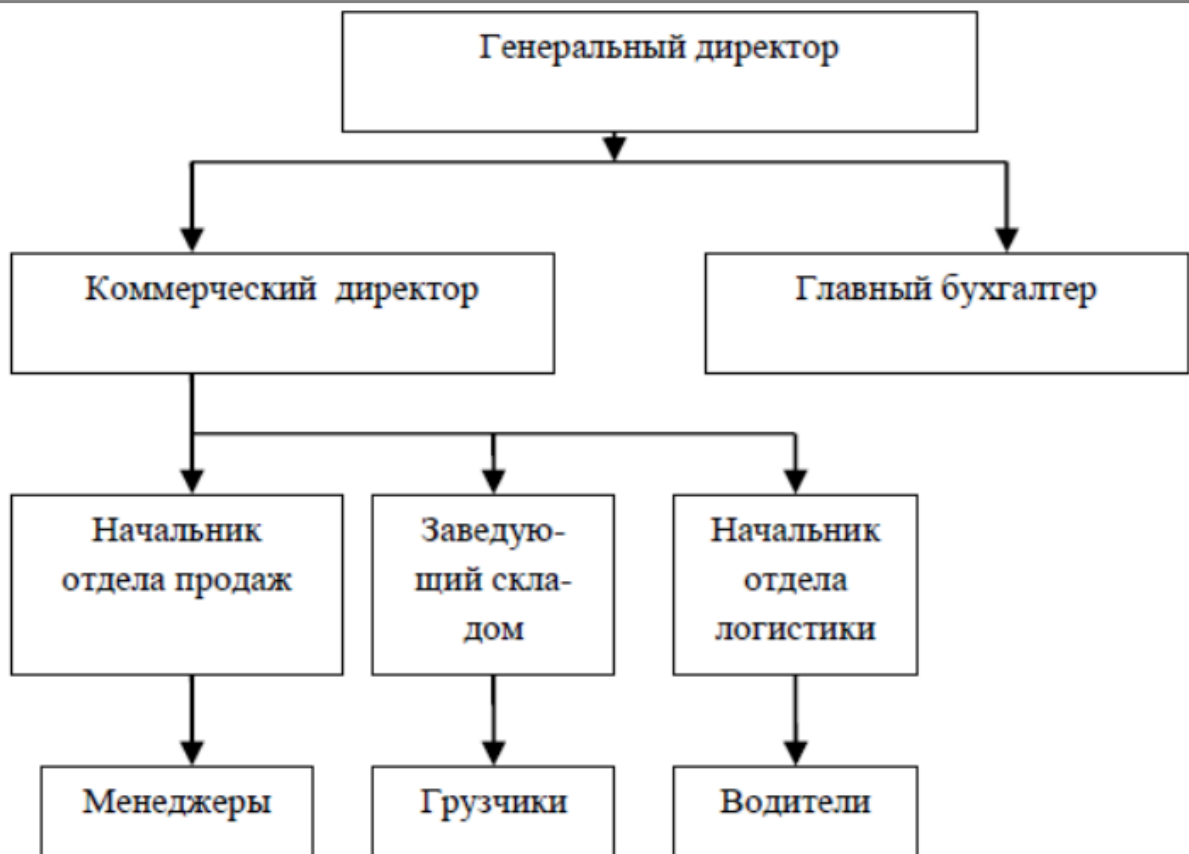 Генеральный директор
Коммерческий директор
Главный бухгалтер
Начальник
отдела продаж
Заведую-
щий скла-
дом
Начальник
отдела
логистики
Менеджеры
Грузчики
Водители